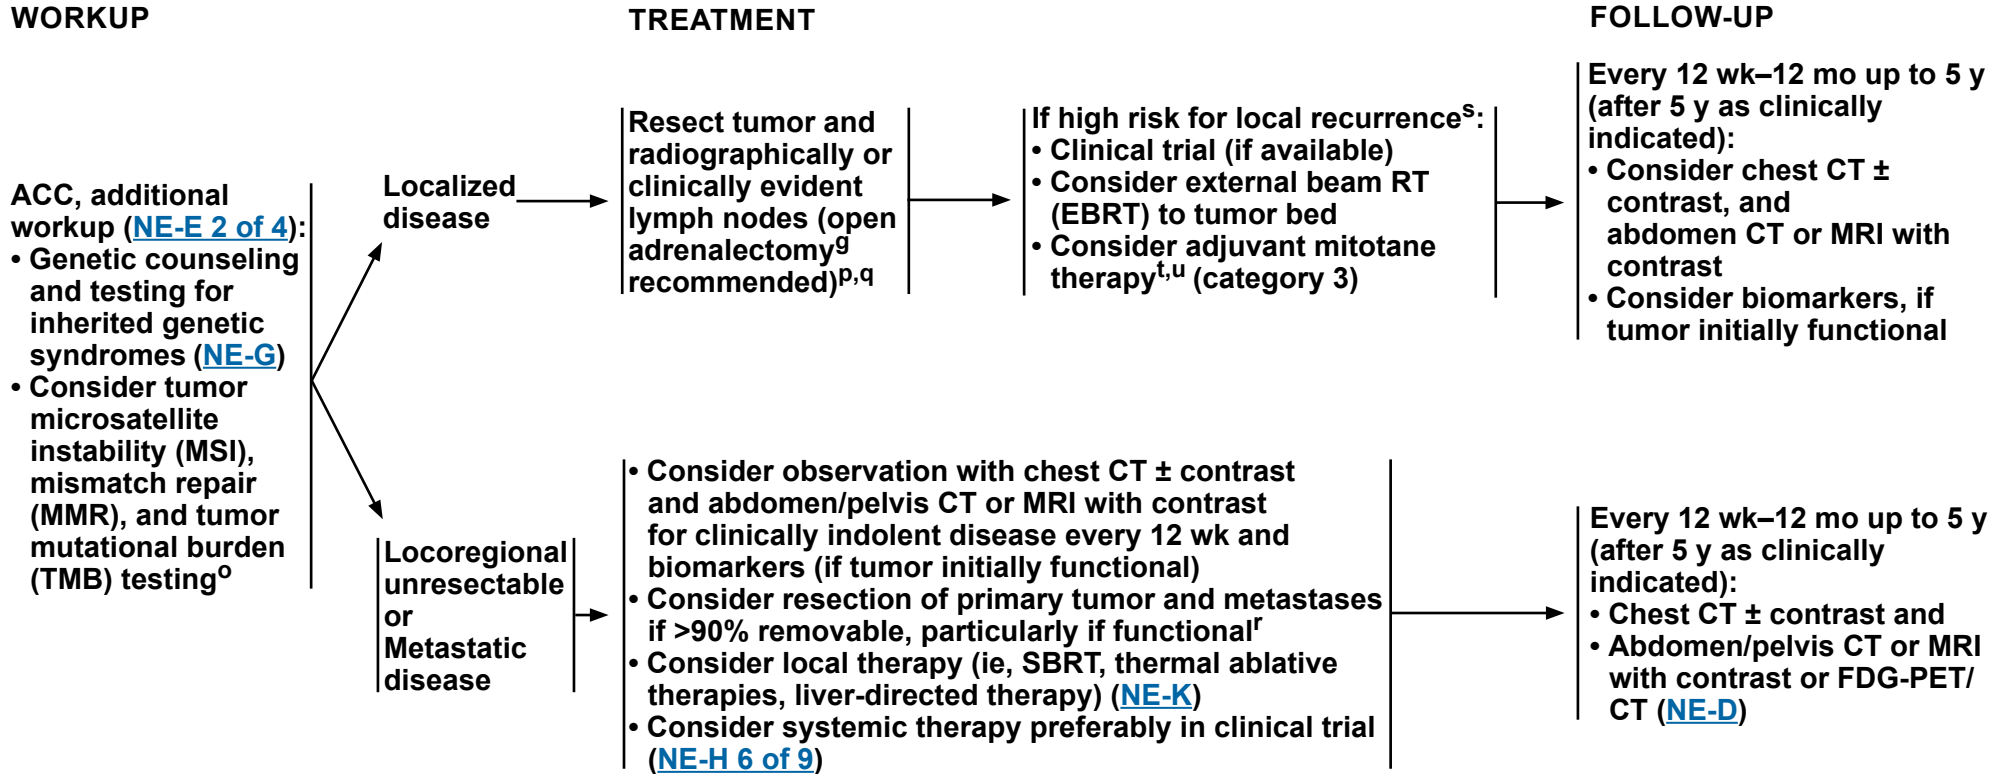 WORKUP
TREATMENT
FOLLOW-UP
ACC, additional
workup (NE-E 2 of 4):
• Genetic counseling
and testing for
inherited genetic
syndromes (NE-G)
• Consider tumor
microsatellite
instability (MSI),
mismatch repair
(MMR), and tumor
mutational burden
(TMB) testingo
Localized
disease
Resect tumor and
radiographically or
clinically evident
lymph nodes (open
adrenalectomyg
recommended)p,q
If high risk for local recurrences:
• Clinical trial (if available)
• Consider external beam RT
(EBRT) to tumor bed
• Consider adjuvant mitotane
therapyt,u (category 3)
Every 12 wk–12 mo up to 5 y
(after 5 y as clinically
indicated):
• Consider chest CT ±
contrast, and
abdomen CT or MRI with
contrast
• Consider biomarkers, if
tumor initially functional
Locoregional
unresectable
or
Metastatic
disease
• Consider observation with chest CT ± contrast
and abdomen/pelvis CT or MRI with contrast
for clinically indolent disease every 12 wk and
biomarkers (if tumor initially functional)
• Consider resection of primary tumor and metastases
if >90% removable, particularly if functionalr
• Consider local therapy (ie, SBRT, thermal ablative
therapies, liver-directed therapy) (NE-K)
• Consider systemic therapy preferably in clinical trial
(NE-H 6 of 9)
Every 12 wk–12 mo up to 5 y
(after 5 y as clinically
indicated):
• Chest CT ± contrast and
• Abdomen/pelvis CT or MRI
with contrast or FDG-PET/
CT (NE-D)